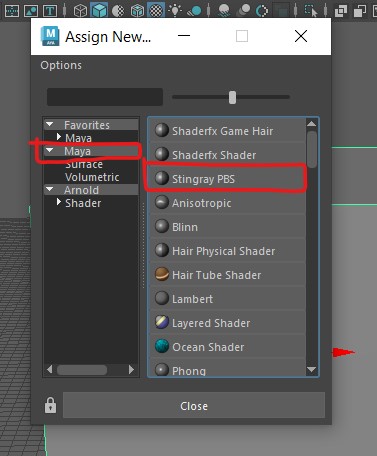 M
Assign New...
Options
Favorites
Maya
Maya
Surface
Volumetric
Arnold
Shader
Shaderfx Game Hair
Shaderfx Shader
Stingray PBS
Anisotropic
Blinn
Hair Physical Shader
Hair Tube Shader
Lambert
Layered Shader
Ocean Shader
Phong
Close